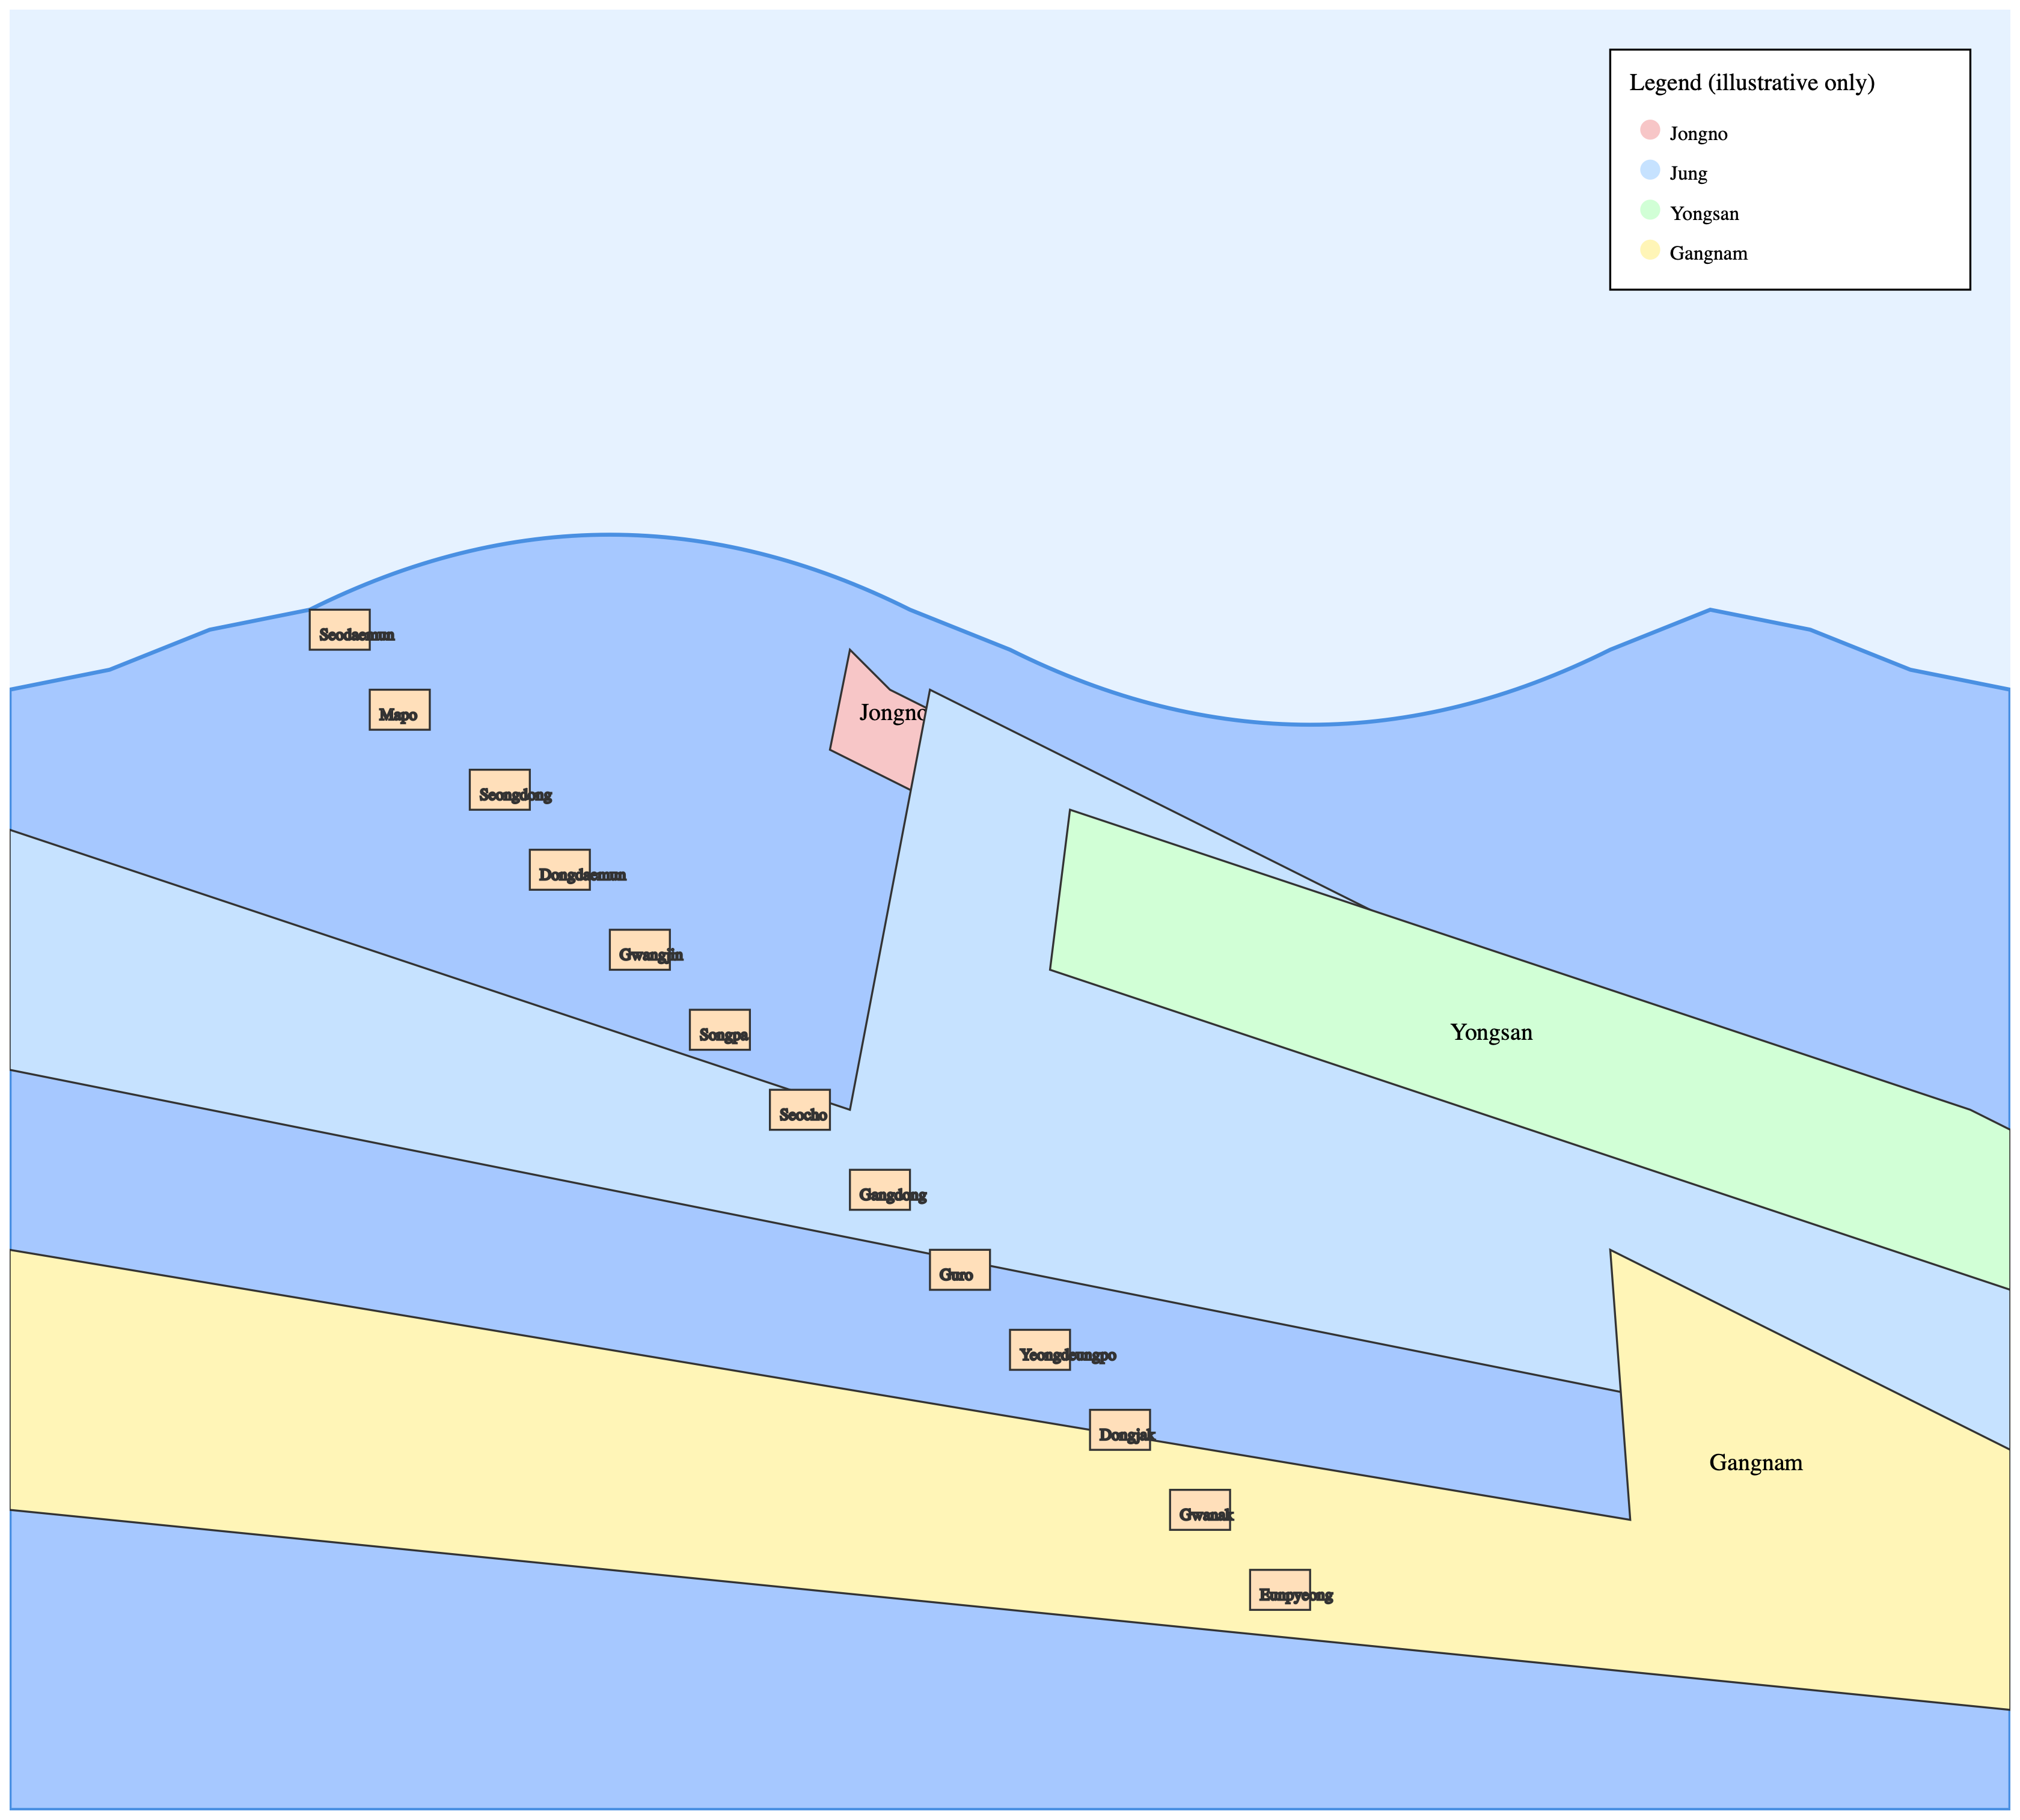 Legend (illustrative only)
Jongno
Jung
Yongsan
Gangnam
Seodaemun
Mapo
Jongno
Seongdong
Dongdaemun
Gwangjin
Songpa
Yongsan
Seocho
Gangdong
Guro
Yeongdeungpo
Dongjak
Gangnam
Gwanak
Eunpyeong